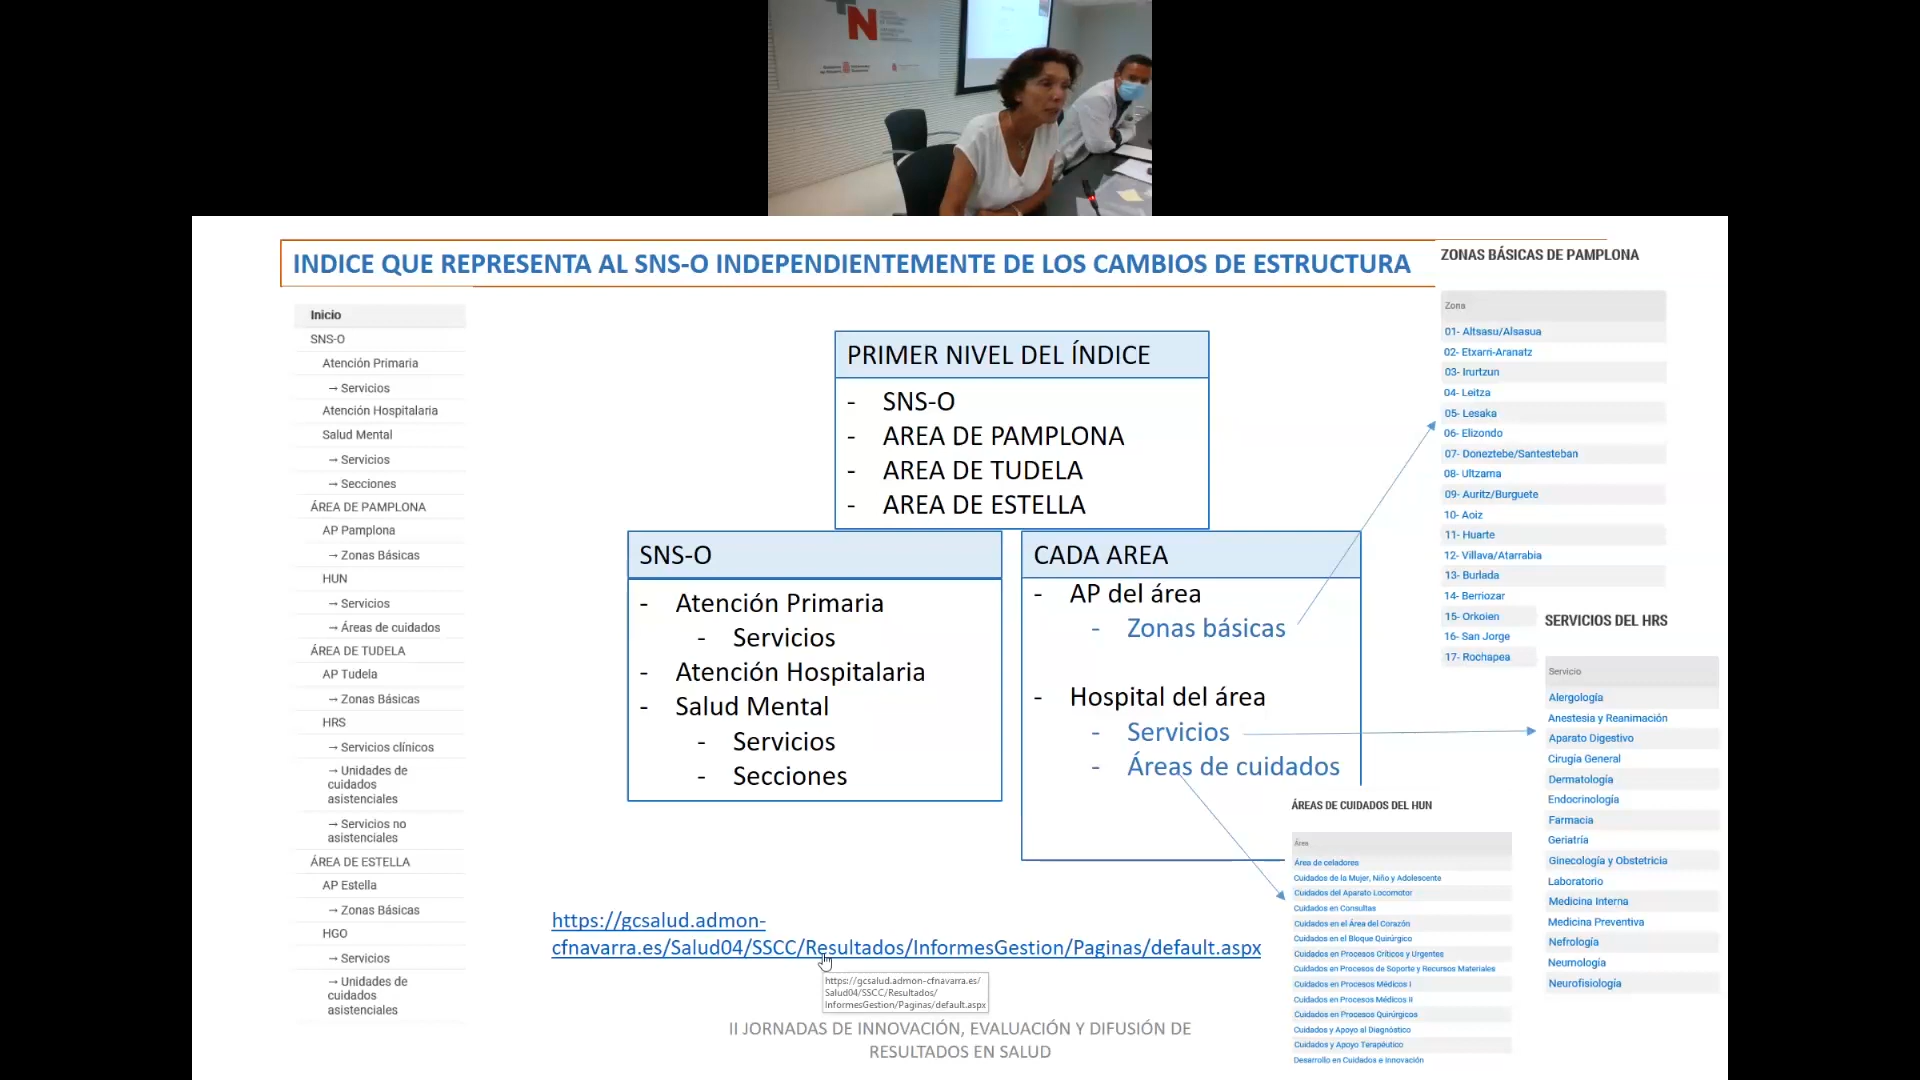 N
INDICE QUE REPRESENTA AL SNS-O INDEPENDIENTEMENTE DE LOS CAMBIOS DE ESTRUCTURA
Inicio
SNS-O
Atención Primaria
→ Servicios
Atención Hospitalaria
Salud Mental
→ Servicios
→ Secciones
ÁREA DE PAMPLONA
AP Pamplona
→ Zonas Básicas
HUN
→ Servicios
→ Áreas de cuidados
ÁREA DE TUDELA
AP Tudela
→ Zonas Básicas
HRS
→ Servicios clínicos
→ Unidades de
cuidados
asistenciales
→ Servicios no
asistenciales
ÁREA DE ESTELLA
AP Estella
→ Zonas Básicas
HGO
→ Servicios
→ Unidades de
cuidados
asistenciales
PRIMER NIVEL DEL ÍNDICE
- SNS-O
- AREA DE PAMPLONA
- AREA DE TUDELA
- AREA DE ESTELLA
SNS-O
- Atención Primaria
- Servicios
- Atención Hospitalaria
- Salud Mental
- Servicios
- Secciones
CADA AREA
- AP del área
- Zonas básicas
- Hospital del área
- Servicios
- Áreas de cuidados
https://gcsalud.admon-
cfnavarra.es/Salud04/SSCC/Resultados/InformesGestion/Paginas/default.aspx
https://gcsalud.admon-cfnavarra.es/
Salud04/SSCC/Resultados/
InformesGestion/Paginas/default.aspx
II JORNADAS DE INNOVACIÓN, EVALUACIÓN Y DIFUSIÓN DE
RESULTADOS EN SALUD
ZONAS BÁSICAS DE PAMPLONA
Zona
01- Altsasu/Alsasua
02- Etxarri-Aranatz
03- Irurtzun
04- Leitza
05- Lesaka
06- Elizondo
07- Doneztebe/Santesteban
08- Ultzama
09- Auritz/Burguete
10- Aoiz
11- Huarte
12- Villava/Atarrabia
13- Burlada
14- Berriozar
15- Orkoien
16- San Jorge
17- Rochapea
SERVICIOS DEL HRS
Servicio
Alergología
Anestesia y Reanimación
Aparato Digestivo
Cirugía General
Dermatología
Endocrinología
Farmacia
Geriatría
Ginecología y Obstetricia
Laboratorio
Medicina Interna
Medicina Preventiva
Nefrología
Neumología
Neurofisiología
ÁREAS DE CUIDADOS DEL HUN
Área
Área de celadores
Cuidados de la Mujer, Niño y Adolescente
Cuidados del Aparato Locomotor
Cuidados en Consultas
Cuidados en el Área del Corazón
Cuidados en el Bloque Quirúrgico
Cuidados en Procesos Críticos y Urgentes
Cuidados en Procesos de Soporte y Recursos Materiales
Cuidados en Procesos Médicos I
Cuidados en Procesos Médicos II
Cuidados en Procesos Quirúrgicos
Cuidados y Apoyo al Diagnóstico
Cuidados y Apoyo Terapéutico
Desarrollo en Cuidados e Innovación